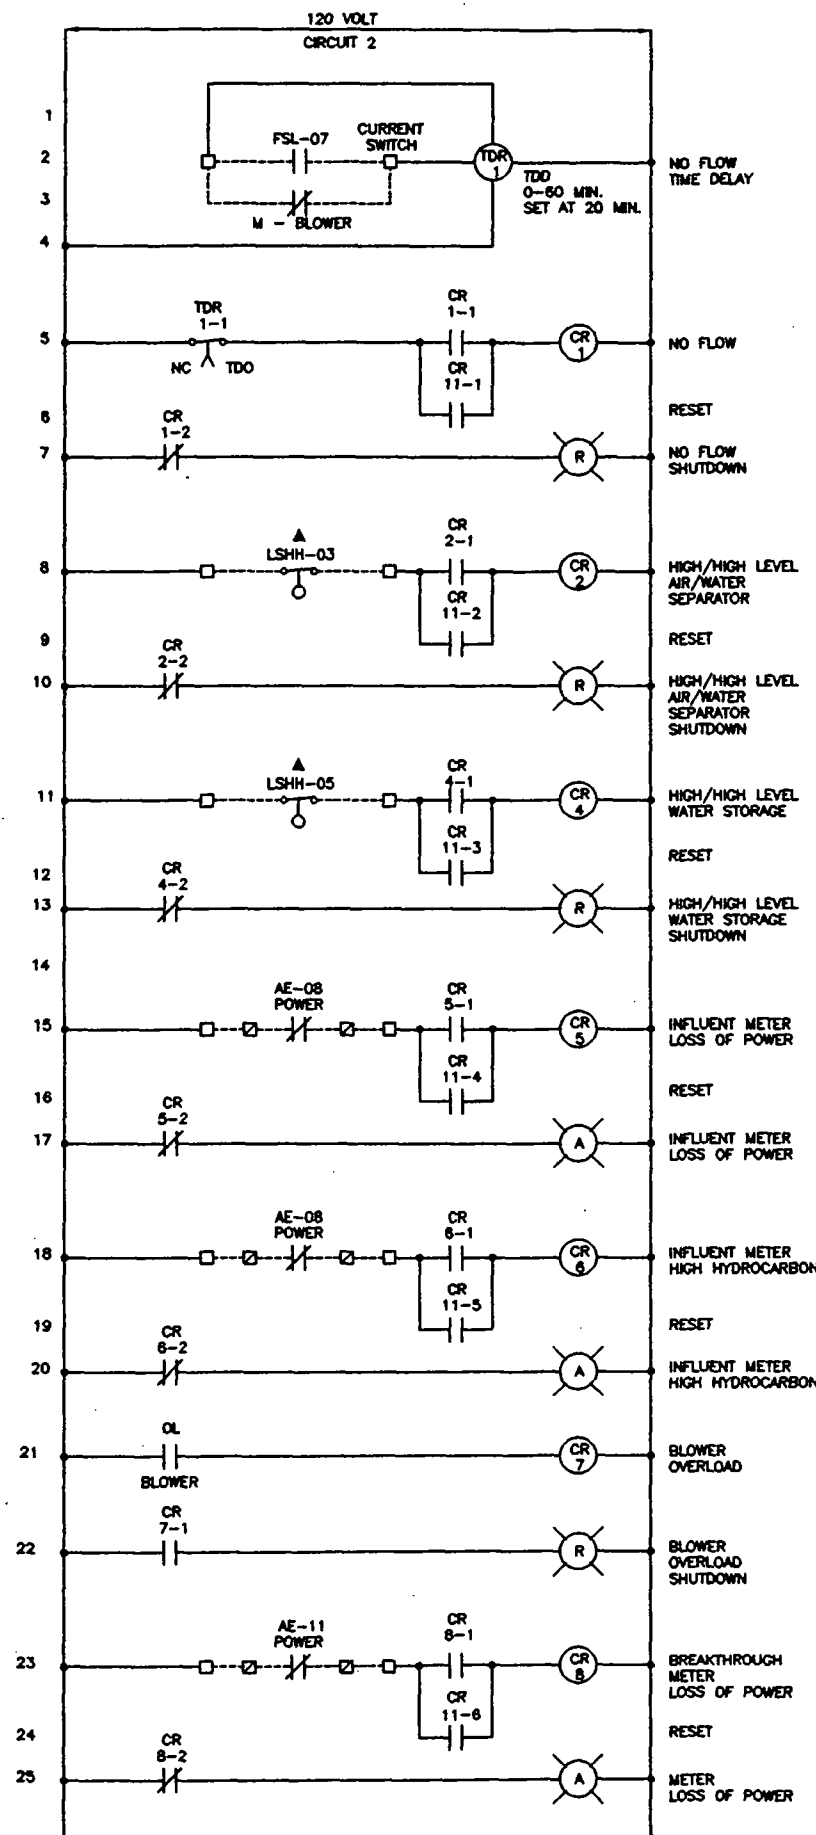 120 VOLT
CIRCUIT 2
1
FSL-07
CURRENT
SWITCH
2
TDR
1
NO FLOW
TIME DELAY
TDD
0-60 MIN.
SET AT 20 MIN.
3
M - BLOWER
4
TDR
1-1
CR
1-1
5
CR
1
NO FLOW
NC
TDO
CR
11-1
6
RESET
CR
1-2
7
R
NO FLOW
SHUTDOWN
LSHH-03
CR
2-1
8
CR
2
HIGH/HIGH LEVEL
AIR/WATER
SEPARATOR
CR
11-2
9
RESET
CR
2-2
10
R
HIGH/HIGH LEVEL
AIR/WATER
SEPARATOR
SHUTDOWN
LSHH-05
CR
4-1
11
CR
4
HIGH/HIGH LEVEL
WATER STORAGE
CR
11-3
RESET
12
CR
4-2
13
R
HIGH/HIGH LEVEL
WATER STORAGE
SHUTDOWN
14
AE-08
POWER
CR
5-1
15
CR
5
INFLUENT METER
LOSS OF POWER
CR
11-4
16
RESET
CR
5-2
17
A
INFLUENT METER
LOSS OF POWER
AE-08
POWER
CR
6-1
18
CR
6
INFLUENT METER
HIGH HYDROCARBON
CR
11-5
19
RESET
CR
6-2
20
A
INFLUENT METER
HIGH HYDROCARBON
OL
21
BLOWER
CR
7
BLOWER
OVERLOAD
CR
7-1
22
R
BLOWER
OVERLOAD
SHUTDOWN
AE-11
POWER
CR
8-1
23
CR
8
BREAKTHROUGH
METER
LOSS OF POWER
CR
11-6
24
RESET
CR
8-2
25
A
METER
LOSS OF POWER